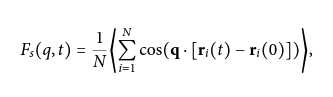 F_s(q, t) = \frac{1}{N} \left\langle \sum_{i=1}^{N} \cos(\mathbf{q} \cdot [\mathbf{r}_i(t) − \mathbf{r}_i(0)]) \right\rangle,